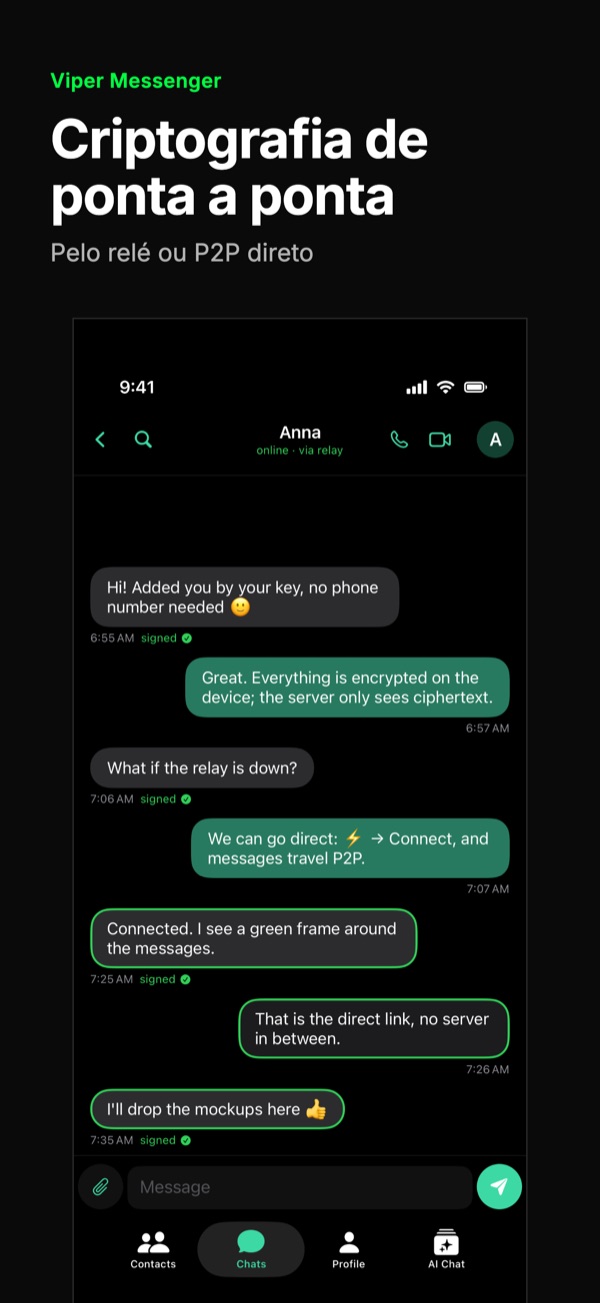 Viper Messenger
Criptografia de
ponta a ponta
Pelo relé ou P2P direto
9:41
Anna
online · via relay
A
Hi! Added you by your key, no phone
number needed 🙂
6:55 AM signed
Great. Everything is encrypted on the
device; the server only sees ciphertext.
6:57 AM
What if the relay is down?
7:06 AM signed
We can go direct: ⚡ → Connect, and
messages travel P2P.
7:07 AM
Connected. I see a green frame around
the messages.
7:25 AM signed
That is the direct link, no server
in between.
7:26 AM
I'll drop the mockups here 👍
7:35 AM signed
Message
Contacts
Chats
Profile
AI Chat